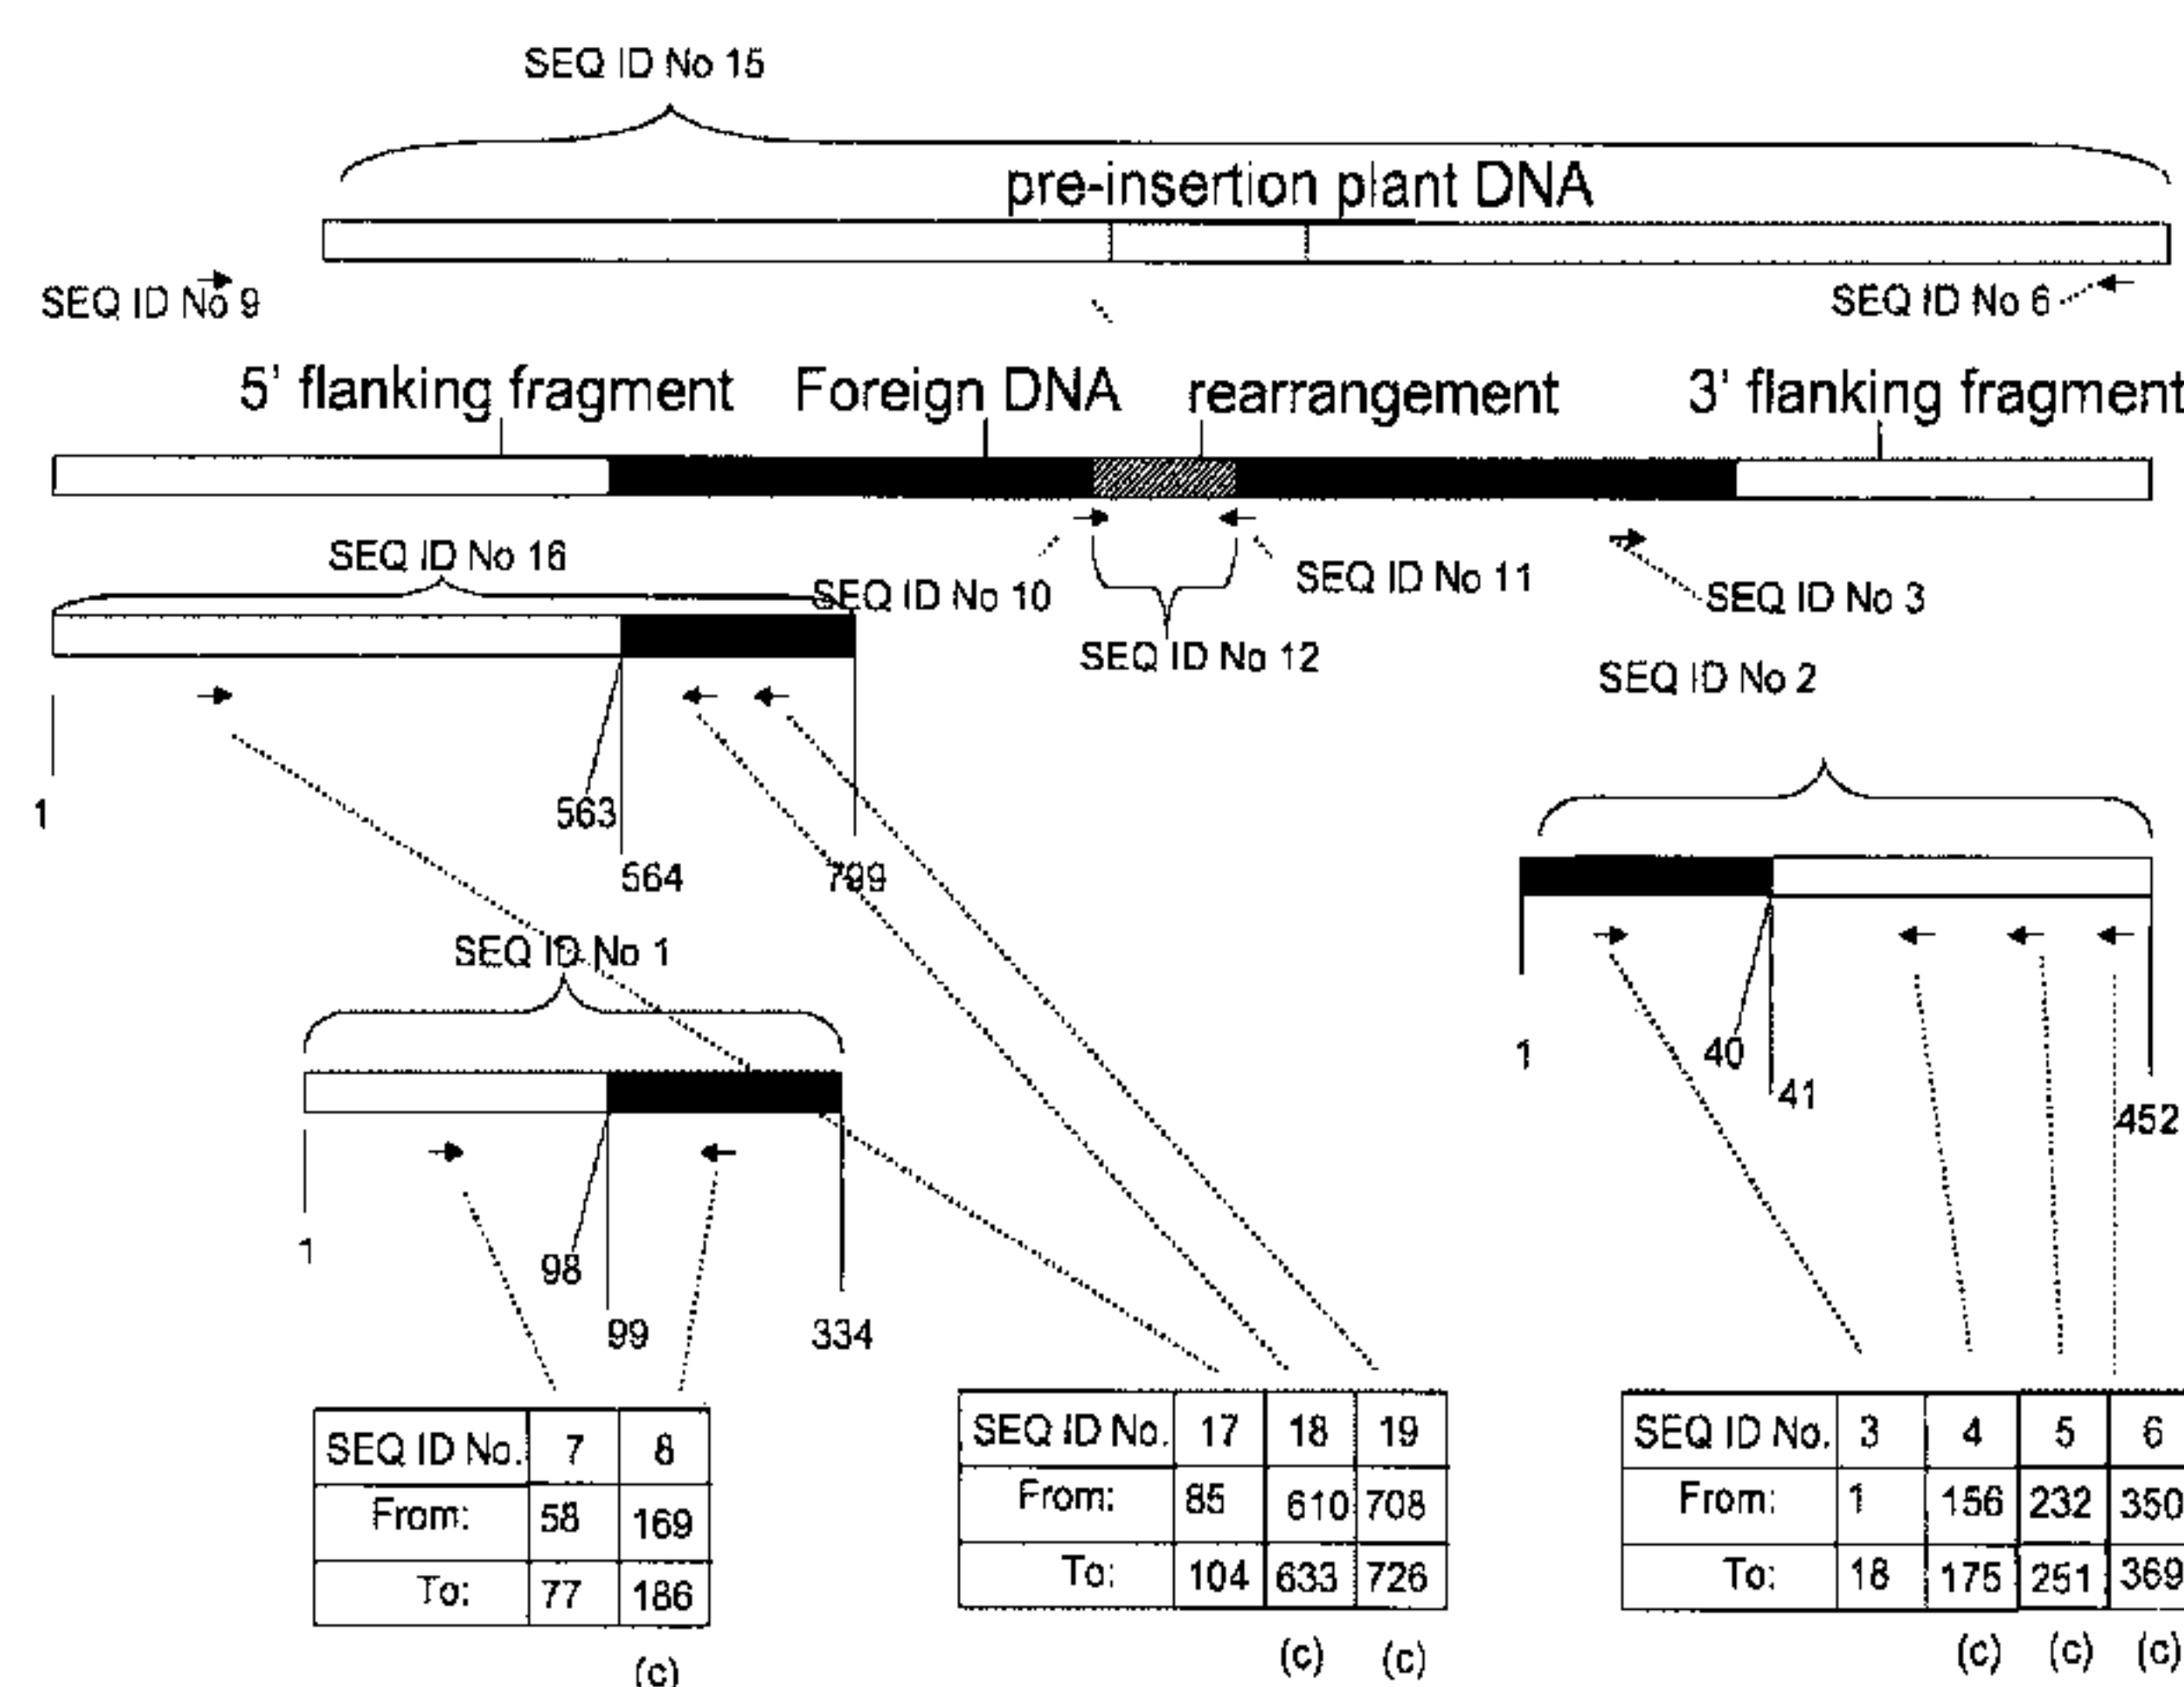 SEQ ID No 15
pre-insertion plant DNA
SEQ ID No 9
SEQ ID No 6
5' flanking fragment
Foreign DNA
rearrangement
3' flanking fragment
SEQ ID No 16
SEQ ID No 10
SEQ ID No 11
SEQ ID No 3
SEQ ID No 12
SEQ ID No 2
1
563
564
799
SEQ ID No 1
1
40
41
452
1
98
99
334
SEQ ID No. 7 8
From: 58 169
To: 77 186
(c)
SEQ ID No. 17 18 19
From: 85 610 708
To: 104 633 726
(c) (c)
SEQ ID No. 3 4 5 6
From: 1 156 232 350
To: 18 175 251 369
(c) (c) (c)